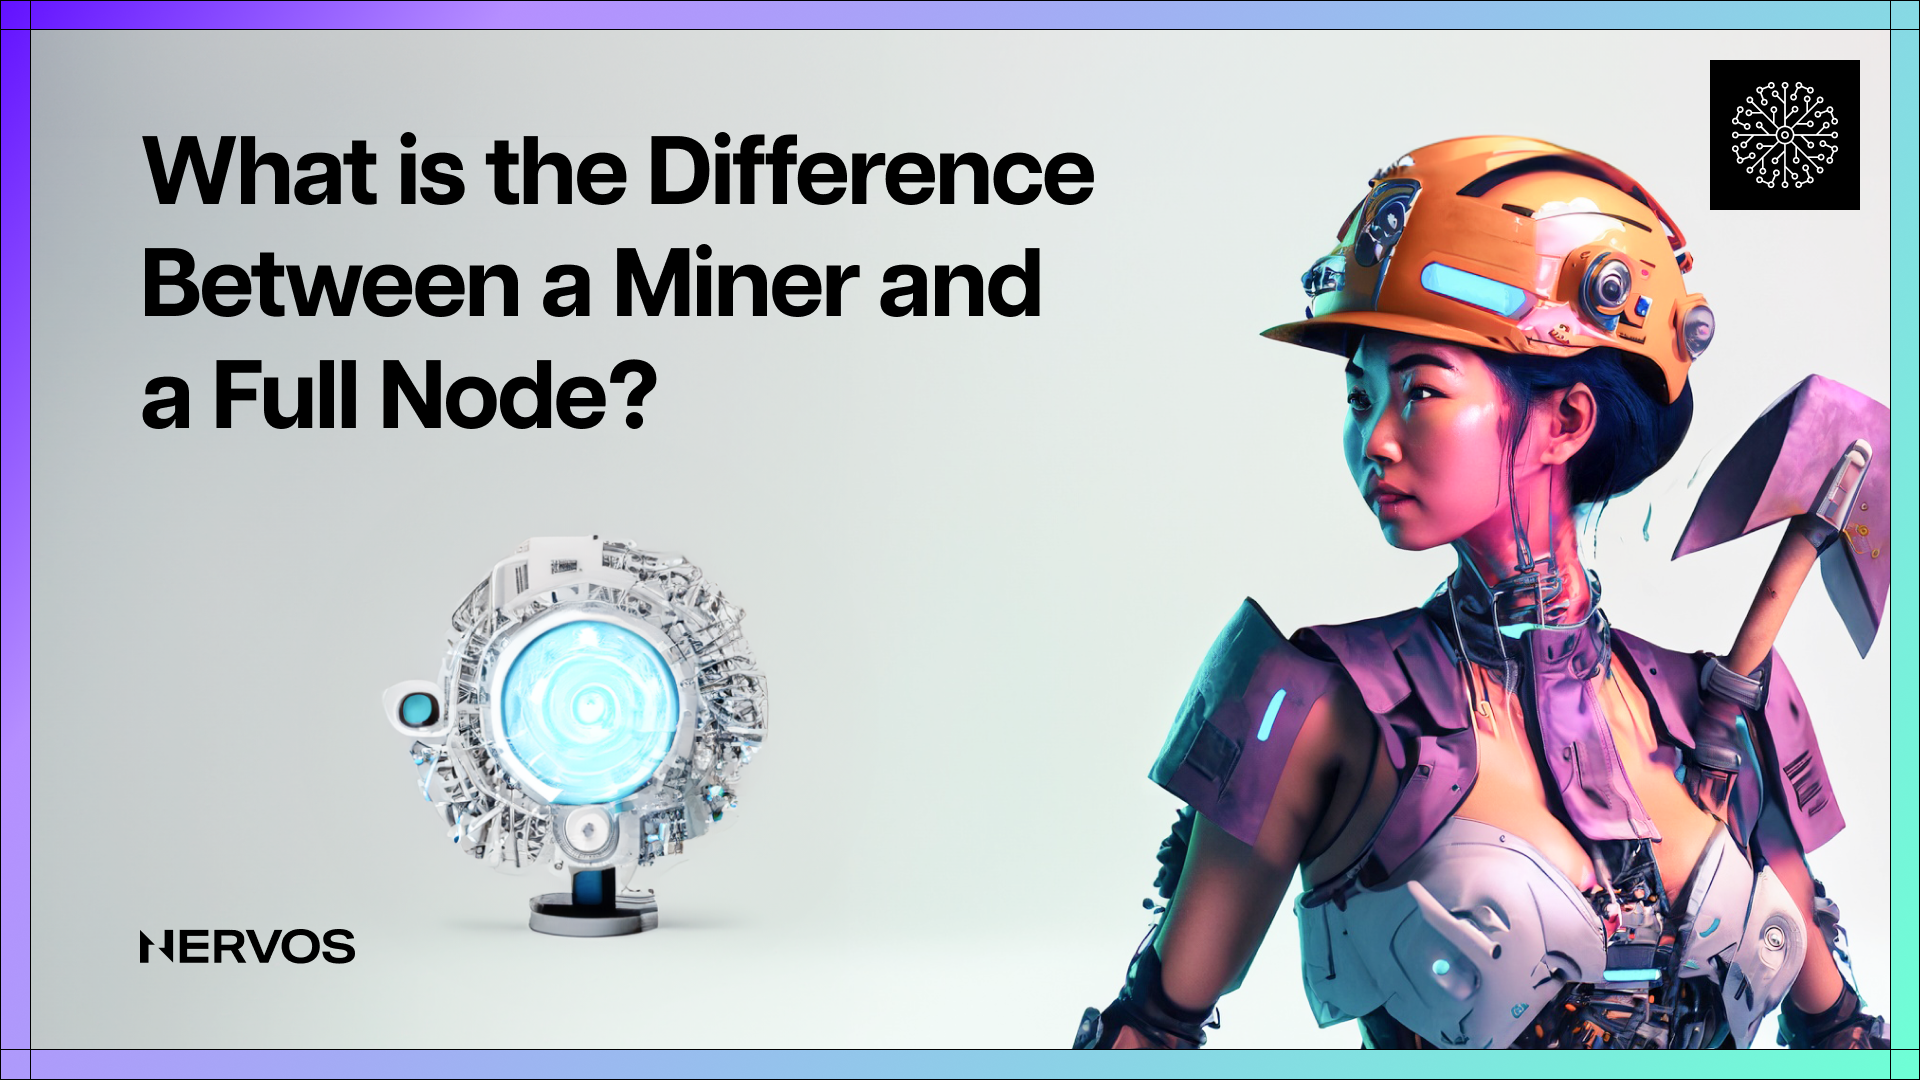 What is the Difference
Between a Miner and
a Full Node?
NERVOS